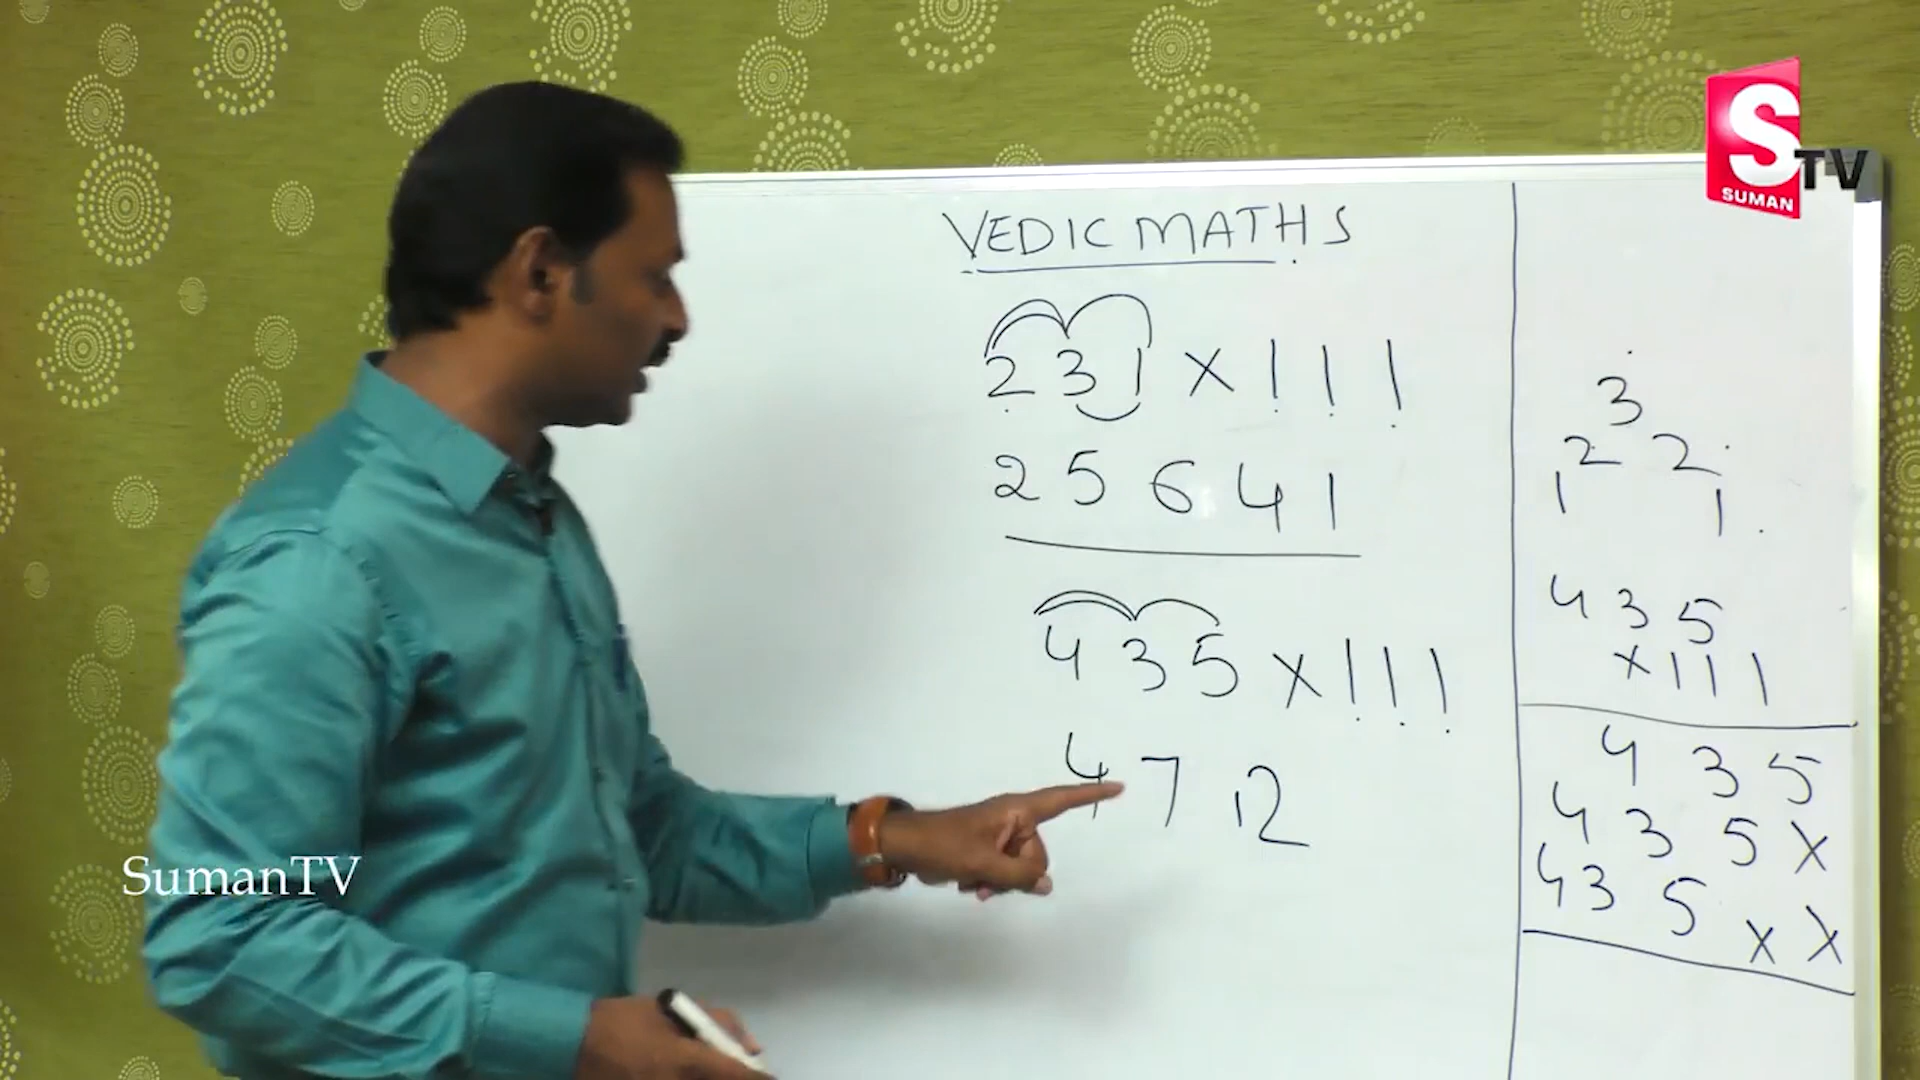 S TV
SUMAN
VEDIC MATHS
231 × 111
25641
435 × 111
4 7 12
3
2 2
1 1
435
×111
435
435×
435××
SumanTV